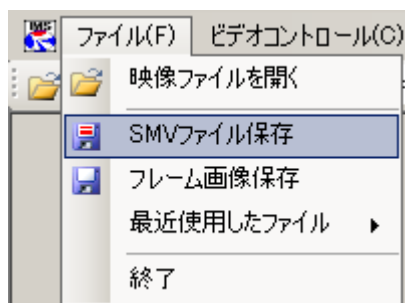 ファイル(F) ビデオコントロール(C)
映像ファイルを開く
SMVファイル保存
フレーム画像保存
最近使用したファイル
終了